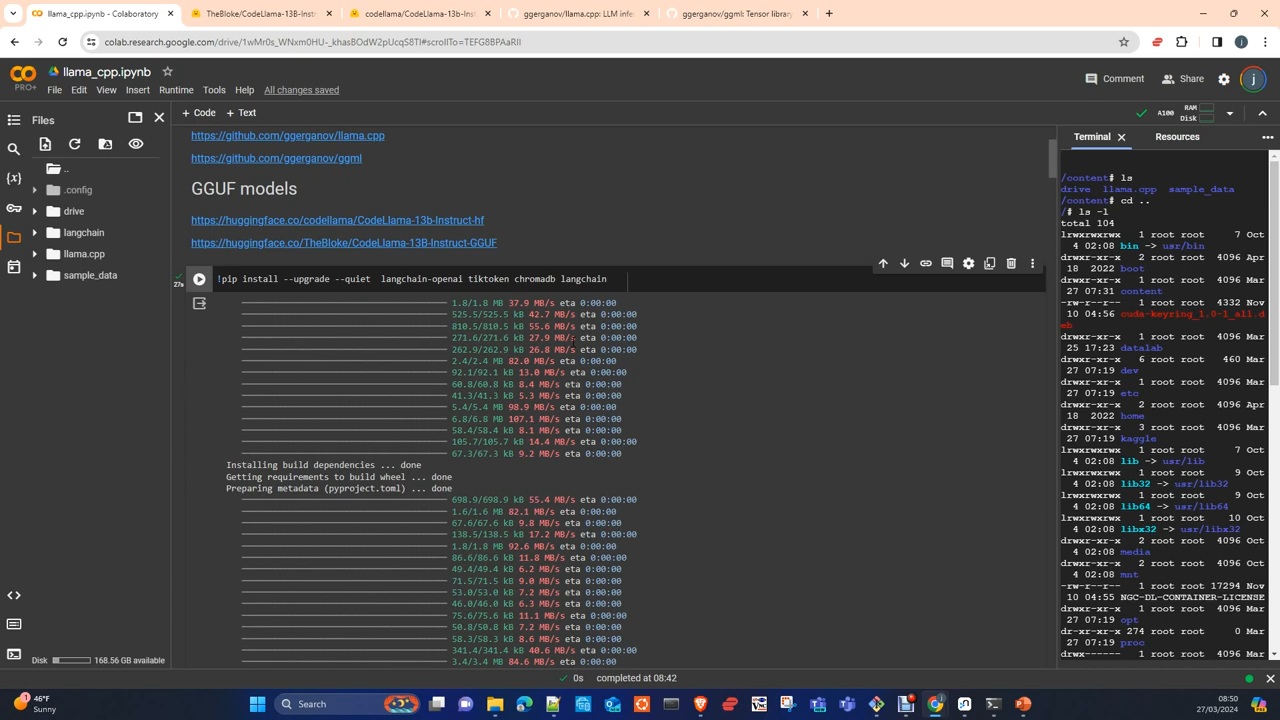 llama_cpp.ipynb - Colaboratory
TheBloke/CodeLlama-13B-Instruct
codellama/CodeLlama-13b-Inst
ggerganov/llama.cpp: LLM infe
ggerganov/ggml: Tensor library
colab.research.google.com/drive/1wMr0s_WNxm0HU-_khasBOdW2pUcqS8Tl#scrollTo=TEFG8BPAaRlI
llama_cpp.ipynb
PRO+
File Edit View Insert Runtime Tools Help All changes saved
Comment
Share
j
Files
+ Code + Text
A100
RAM
Disk
..
.config
drive
langchain
llama.cpp
sample_data
Disk 168.56 GB available
https://github.com/ggerganov/llama.cpp
https://github.com/ggerganov/ggml
GGUF models
https://huggingface.co/codellama/CodeLlama-13b-Instruct-hf
https://huggingface.co/TheBloke/CodeLlama-13B-Instruct-GGUF
27s
!pip install --upgrade --quiet langchain-openai tiktoken chromadb langchain
1.8/1.8 MB 37.9 MB/s eta 0:00:00
525.5/525.5 kB 42.7 MB/s eta 0:00:00
810.5/810.5 kB 55.6 MB/s eta 0:00:00
271.6/271.6 kB 27.9 MB/s eta 0:00:00
262.9/262.9 kB 26.8 MB/s eta 0:00:00
2.4/2.4 MB 82.0 MB/s eta 0:00:00
92.1/92.1 kB 13.0 MB/s eta 0:00:00
60.8/60.8 kB 8.4 MB/s eta 0:00:00
41.3/41.3 kB 5.3 MB/s eta 0:00:00
5.4/5.4 MB 98.9 MB/s eta 0:00:00
6.8/6.8 MB 107.1 MB/s eta 0:00:00
58.4/58.4 kB 8.1 MB/s eta 0:00:00
105.7/105.7 kB 14.4 MB/s eta 0:00:00
67.3/67.3 kB 9.2 MB/s eta 0:00:00
Installing build dependencies ... done
Getting requirements to build wheel ... done
Preparing metadata (pyproject.toml) ... done
698.9/698.9 kB 55.4 MB/s eta 0:00:00
1.6/1.6 MB 82.1 MB/s eta 0:00:00
67.6/67.6 kB 9.8 MB/s eta 0:00:00
138.5/138.5 kB 17.2 MB/s eta 0:00:00
1.8/1.8 MB 92.6 MB/s eta 0:00:00
86.6/86.6 kB 11.8 MB/s eta 0:00:00
49.4/49.4 kB 6.2 MB/s eta 0:00:00
71.5/71.5 kB 9.0 MB/s eta 0:00:00
53.0/53.0 kB 7.2 MB/s eta 0:00:00
46.0/46.0 kB 6.3 MB/s eta 0:00:00
75.6/75.6 kB 11.1 MB/s eta 0:00:00
50.8/50.8 kB 7.2 MB/s eta 0:00:00
58.3/58.3 kB 8.6 MB/s eta 0:00:00
341.4/341.4 kB 40.6 MB/s eta 0:00:00
3.4/3.4 MB 84.6 MB/s eta 0:00:00
0s completed at 08:42
Terminal
Resources
/content# ls
drive llama.cpp sample_data
/content# cd ..
/# ls -l
total 104
lrwxrwxrwx 1 root root 7 Oct
4 02:08 bin -> usr/bin
drwxr-xr-x 2 root root 4096 Apr
18 2022 boot
drwxr-xr-x 1 root root 4096 Mar
27 07:31 content
-rw-r--r-- 1 root root 4332 Nov
10 04:56 cuda-keyring_1.0-1_all.d
eb
drwxr-xr-x 1 root root 4096 Mar
25 17:23 datalab
drwxr-xr-x 6 root root 460 Mar
27 07:19 dev
drwxr-xr-x 1 root root 4096 Mar
27 07:19 etc
drwxr-xr-x 2 root root 4096 Apr
18 2022 home
drwxr-xr-x 3 root root 4096 Mar
27 07:19 kaggle
lrwxrwxrwx 1 root root 7 Oct
4 02:08 lib -> usr/lib
lrwxrwxrwx 1 root root 9 Oct
4 02:08 lib32 -> usr/lib32
lrwxrwxrwx 1 root root 9 Oct
4 02:08 lib64 -> usr/lib64
lrwxrwxrwx 1 root root 10 Oct
4 02:08 libx32 -> usr/libx32
drwxr-xr-x 2 root root 4096 Oct
4 02:08 media
drwxr-xr-x 2 root root 4096 Oct
4 02:08 mnt
-rw-rw-r-- 1 root root 17294 Nov
10 04:55 NGC-DL-CONTAINER-LICENSE
drwxr-xr-x 1 root root 4096 Mar
27 07:19 opt
dr-xr-xr-x 274 root root 0 Mar
27 07:19 proc
drwx------ 1 root root 4096 Mar
46°F
Sunny
Search
08:50
27/03/2024